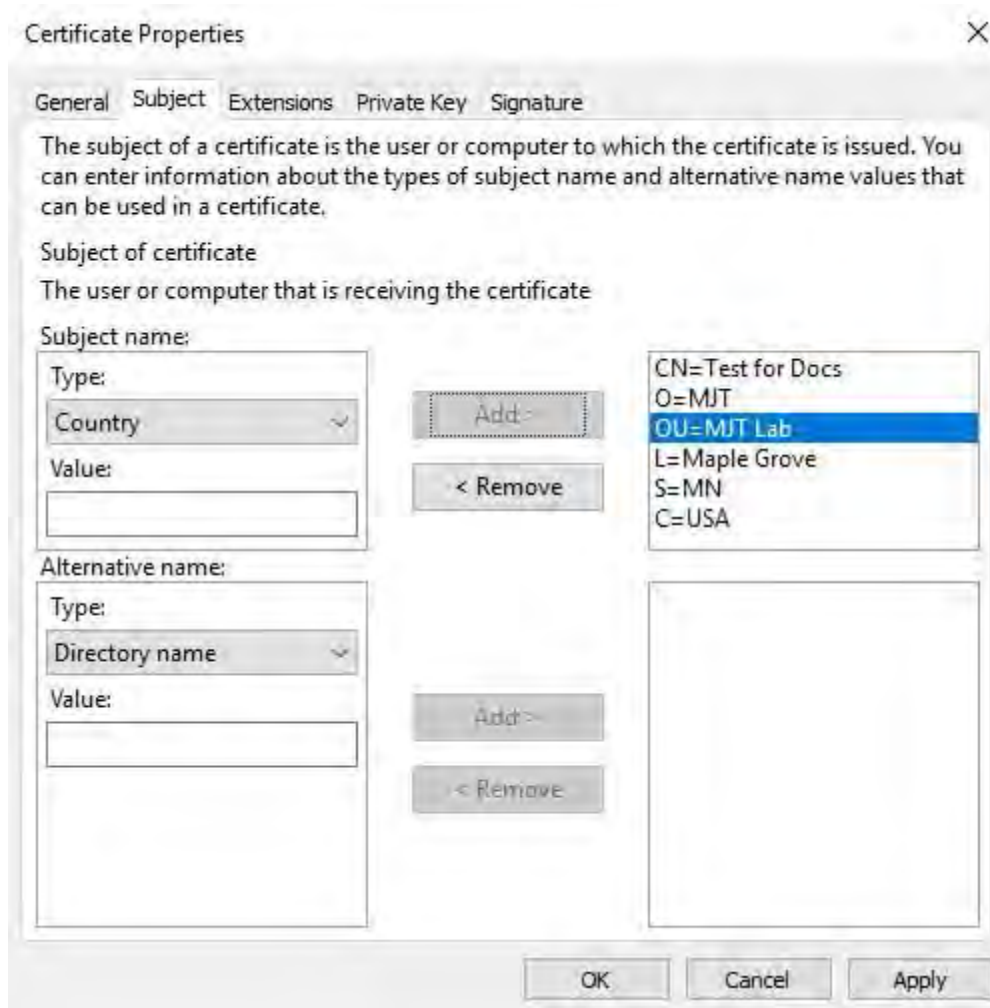 Certificate Properties
General Subject Extensions Private Key Signature
The subject of a certificate is the user or computer to which the certificate is issued. You
can enter information about the types of subject name and alternative name values that
can be used in a certificate.
Subject of certificate
The user or computer that is receiving the certificate
Subject name:
Type:
Country
Value:
Add >
< Remove
CN=Test for Docs
O=MJT
OU=MJT Lab
L=Maple Grove
S=MN
C=USA
Alternative name:
Type:
Directory name
Value:
Add >
< Remove
OK Cancel Apply